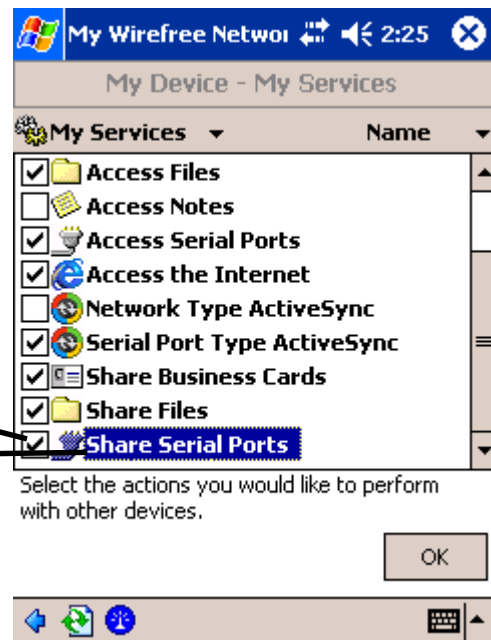 My Wirefree Networ 2:25
My Device - My Services
My Services Name
Access Files
Access Notes
Access Serial Ports
Access the Internet
Network Type ActiveSync
Serial Port Type ActiveSync
Share Business Cards
Share Files
Share Serial Ports
Select the actions you would like to perform
with other devices.
OK